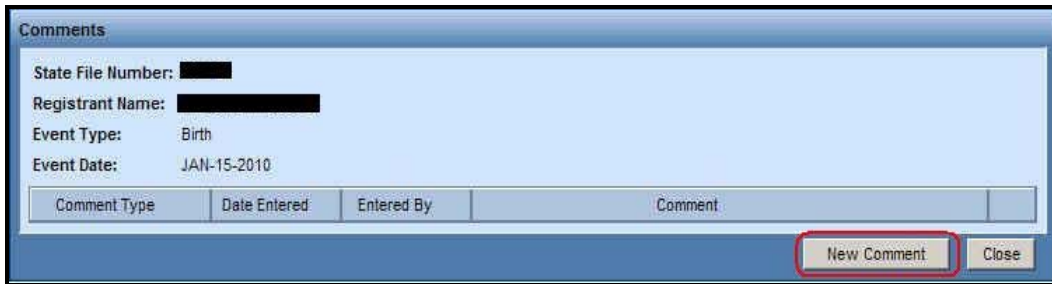 Comments
State File Number:
Registrant Name:
Event Type: Birth
Event Date: JAN-15-2010
Comment Type Date Entered Entered By Comment
New Comment Close